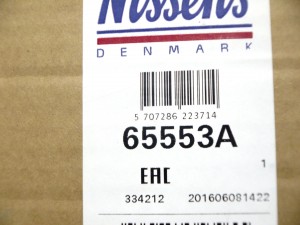 Nissens
DENMARK
5 707286 223714
65553A
EAC
1
334212 201606081422